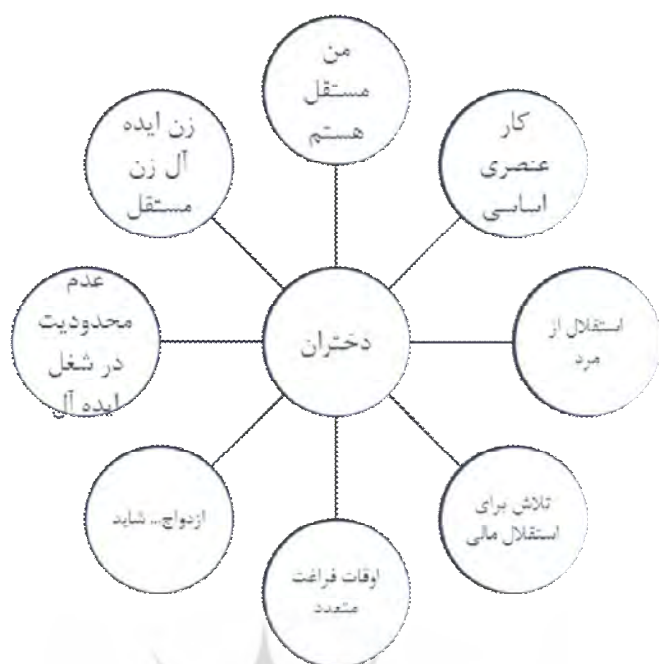 من
مستقل
هستم
کار
عنصری
اساسی
استقلال از
مرد
تلاش برای
استقلال مالی
اوقات فراغت
متعدد
ازدواج... شاید
عدم
محدودیت
در شغل
ایده آل
زن ایده
آل زن
مستقل
دختران